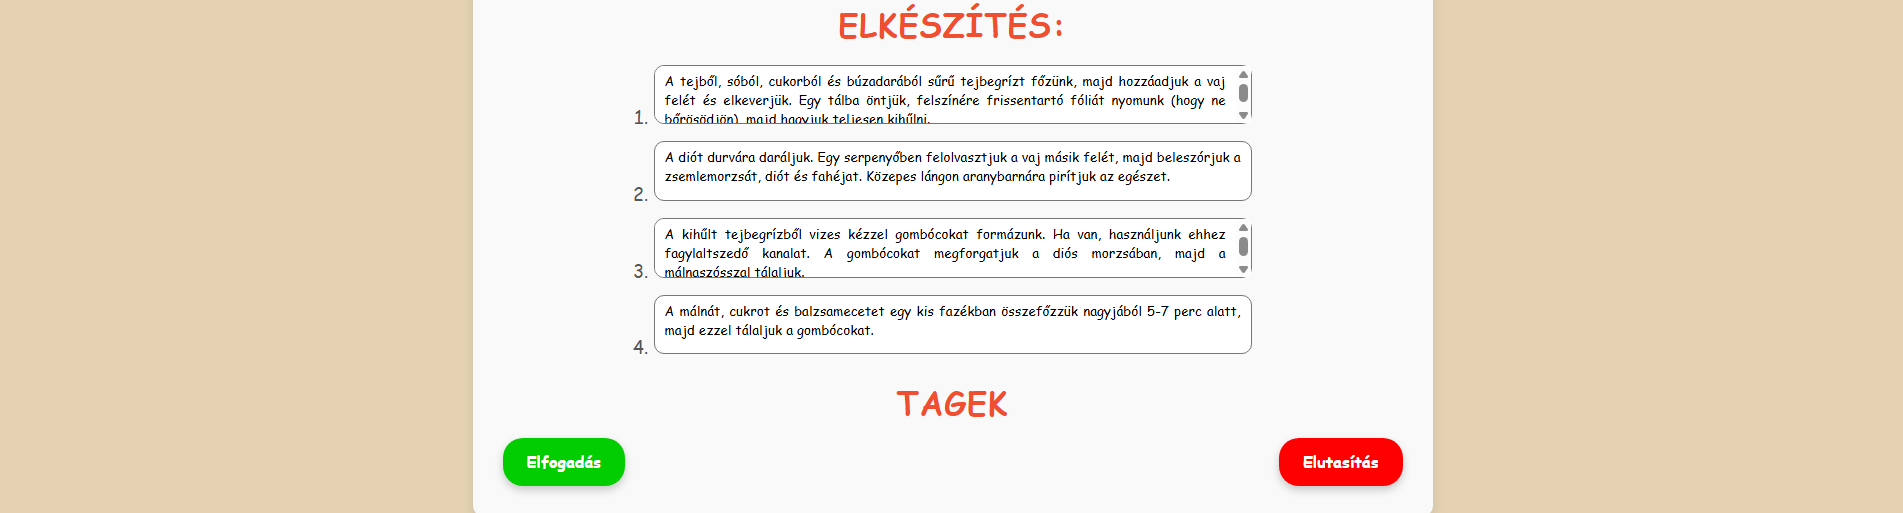 ELKÉSZÍTÉS:
A tejből, sóból, cukorból és búzadarából sűrű tejbegrízt főzünk, majd hozzáadjuk a vaj
felét és elkeverjük. Egy tálba öntjük, felszínére frissentartó fóliát nyomunk (hogy ne
1. bőrösödjön), majd hagyjuk teljesen kihűlni.
A diót durvára daráljuk. Egy serpenyőben felolvasztjuk a vaj másik felét, majd beleszórjuk a
zsemlemorzsát, diót és fahéjat. Közepes lángon aranybarnára pirítjuk az egészet.
2.
A kihűlt tejbegrízből vizes kézzel gombócokat formázunk. Ha van, használjunk ehhez
fagylaltszedő kanalat. A gombócokat megforgatjuk a diós morzsában, majd a
3. málnaszósszal tálaljuk.
A málnát, cukrot és balzsamecetet egy kis fazékban összefőzzük nagyjából 5-7 perc alatt,
majd ezzel tálaljuk a gombócokat.
4.
TAGEK
Elfogadás Elutasítás